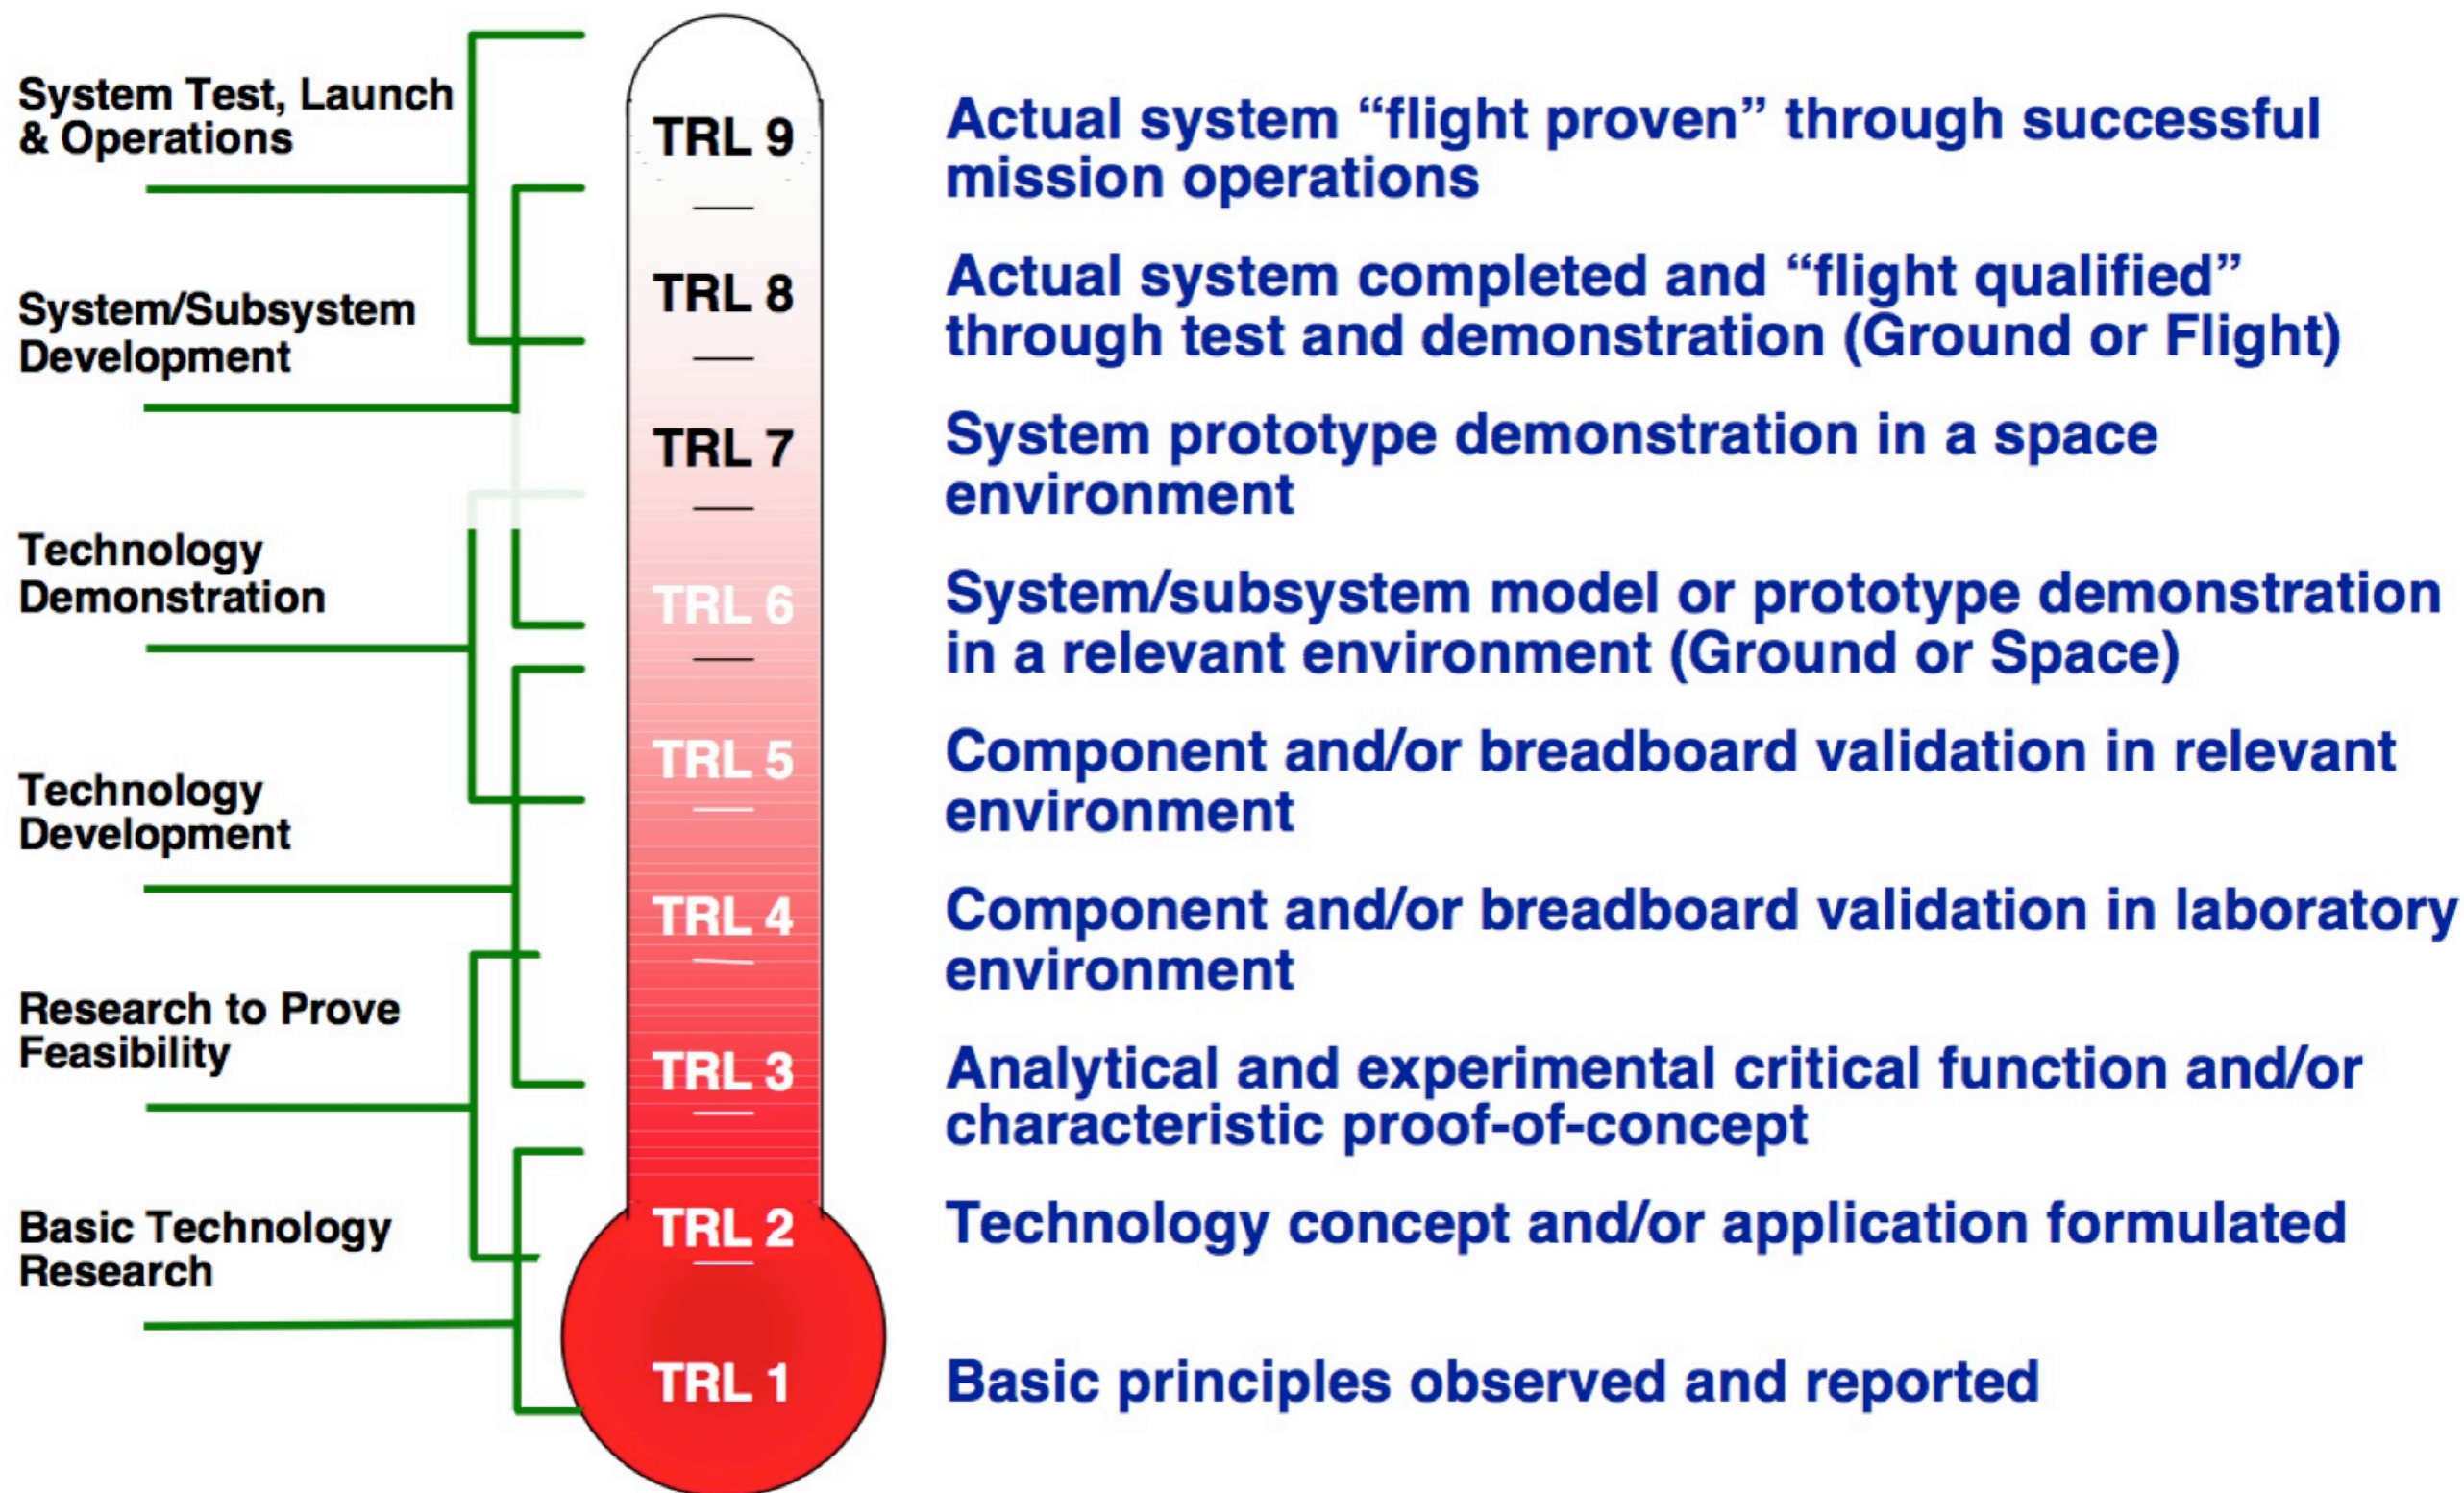 System Test, Launch
& Operations
System/Subsystem
Development
Technology
Demonstration
Technology
Development
Research to Prove
Feasibility
Basic Technology
Research
TRL 9
TRL 8
TRL 7
TRL 6
TRL 5
TRL 4
TRL 3
TRL 2
TRL 1
Actual system “flight proven” through successful
mission operations
Actual system completed and “flight qualified”
through test and demonstration (Ground or Flight)
System prototype demonstration in a space
environment
System/subsystem model or prototype demonstration
in a relevant environment (Ground or Space)
Component and/or breadboard validation in relevant
environment
Component and/or breadboard validation in laboratory
environment
Analytical and experimental critical function and/or
characteristic proof-of-concept
Technology concept and/or application formulated
Basic principles observed and reported